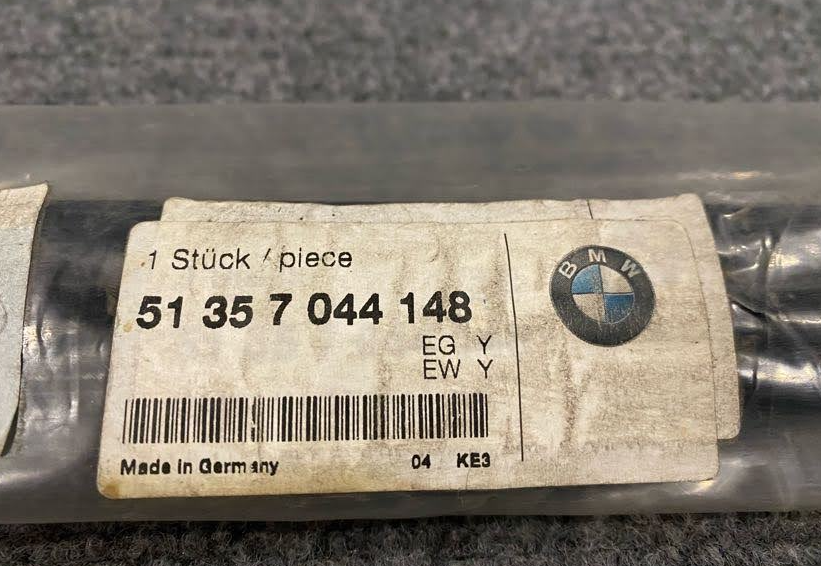 1 Stück / piece
51 35 7 044 148
EG Y
EW Y
Made in Germany
04 KE3
BMW